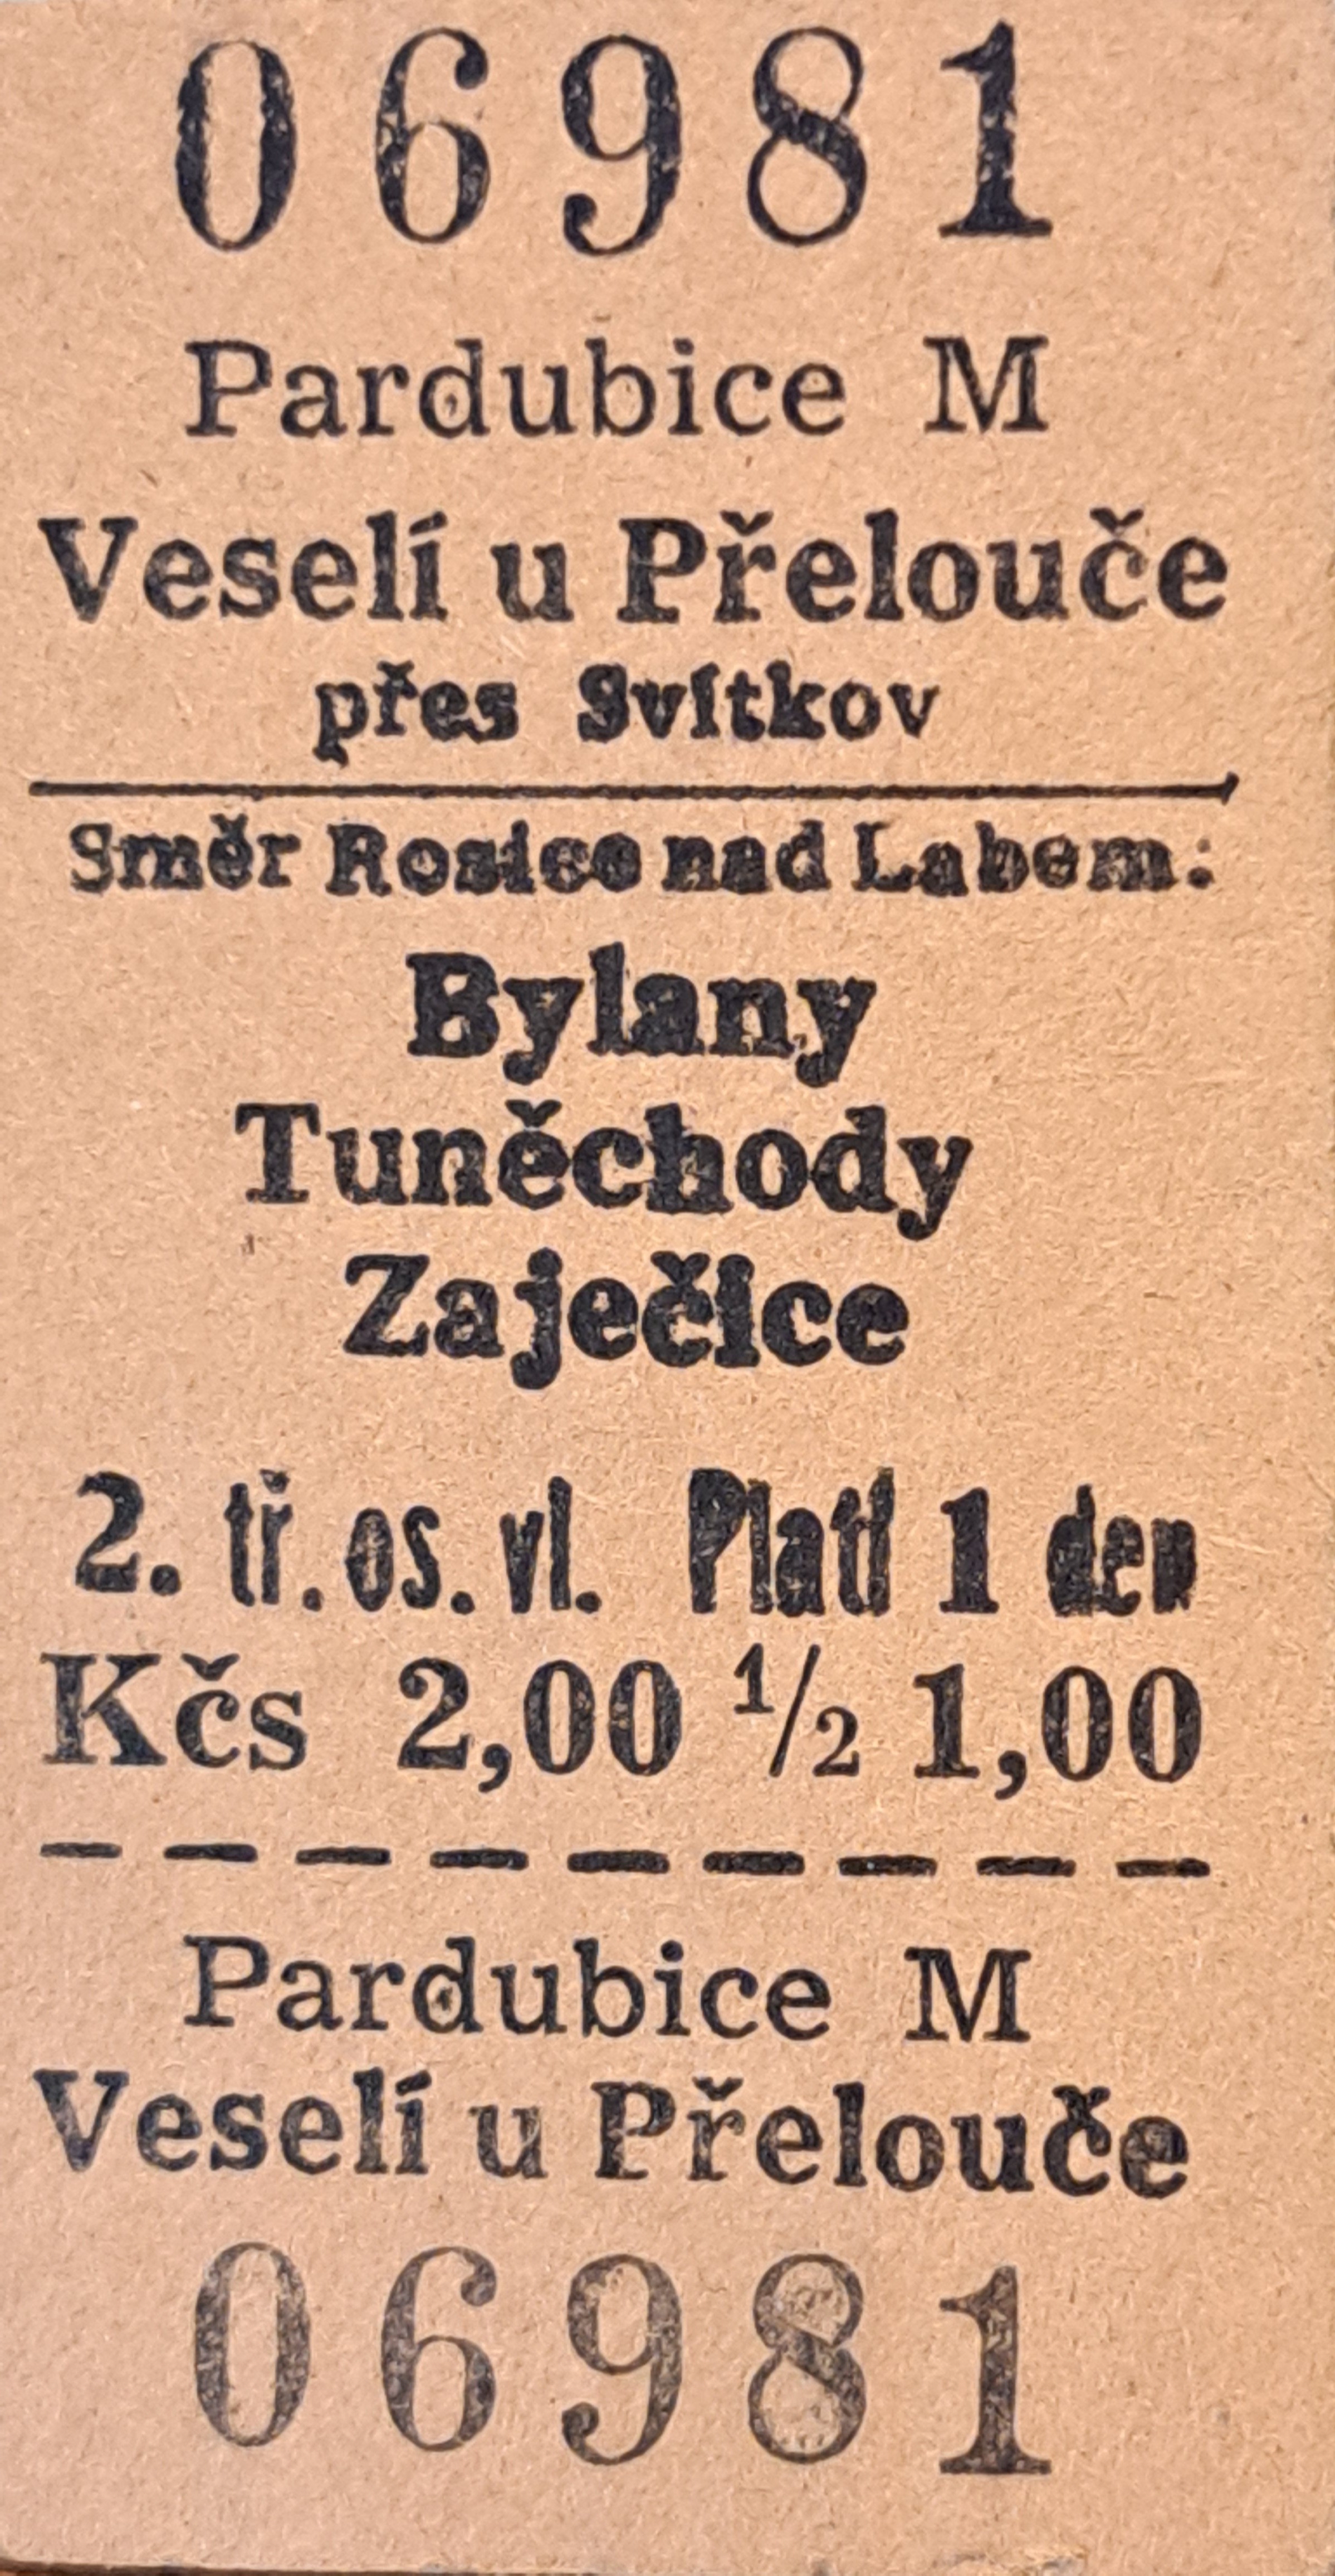 06981
Pardubice M
Veselí u Přelouče
přes Svítkov
Směr Rosice nad Labem:
Bylany
Tuněchody
Zaječice
2. tř. os. vl. Platí 1 den
Kčs 2,00 ½ 1,00
Pardubice M
Veselí u Přelouče
06981